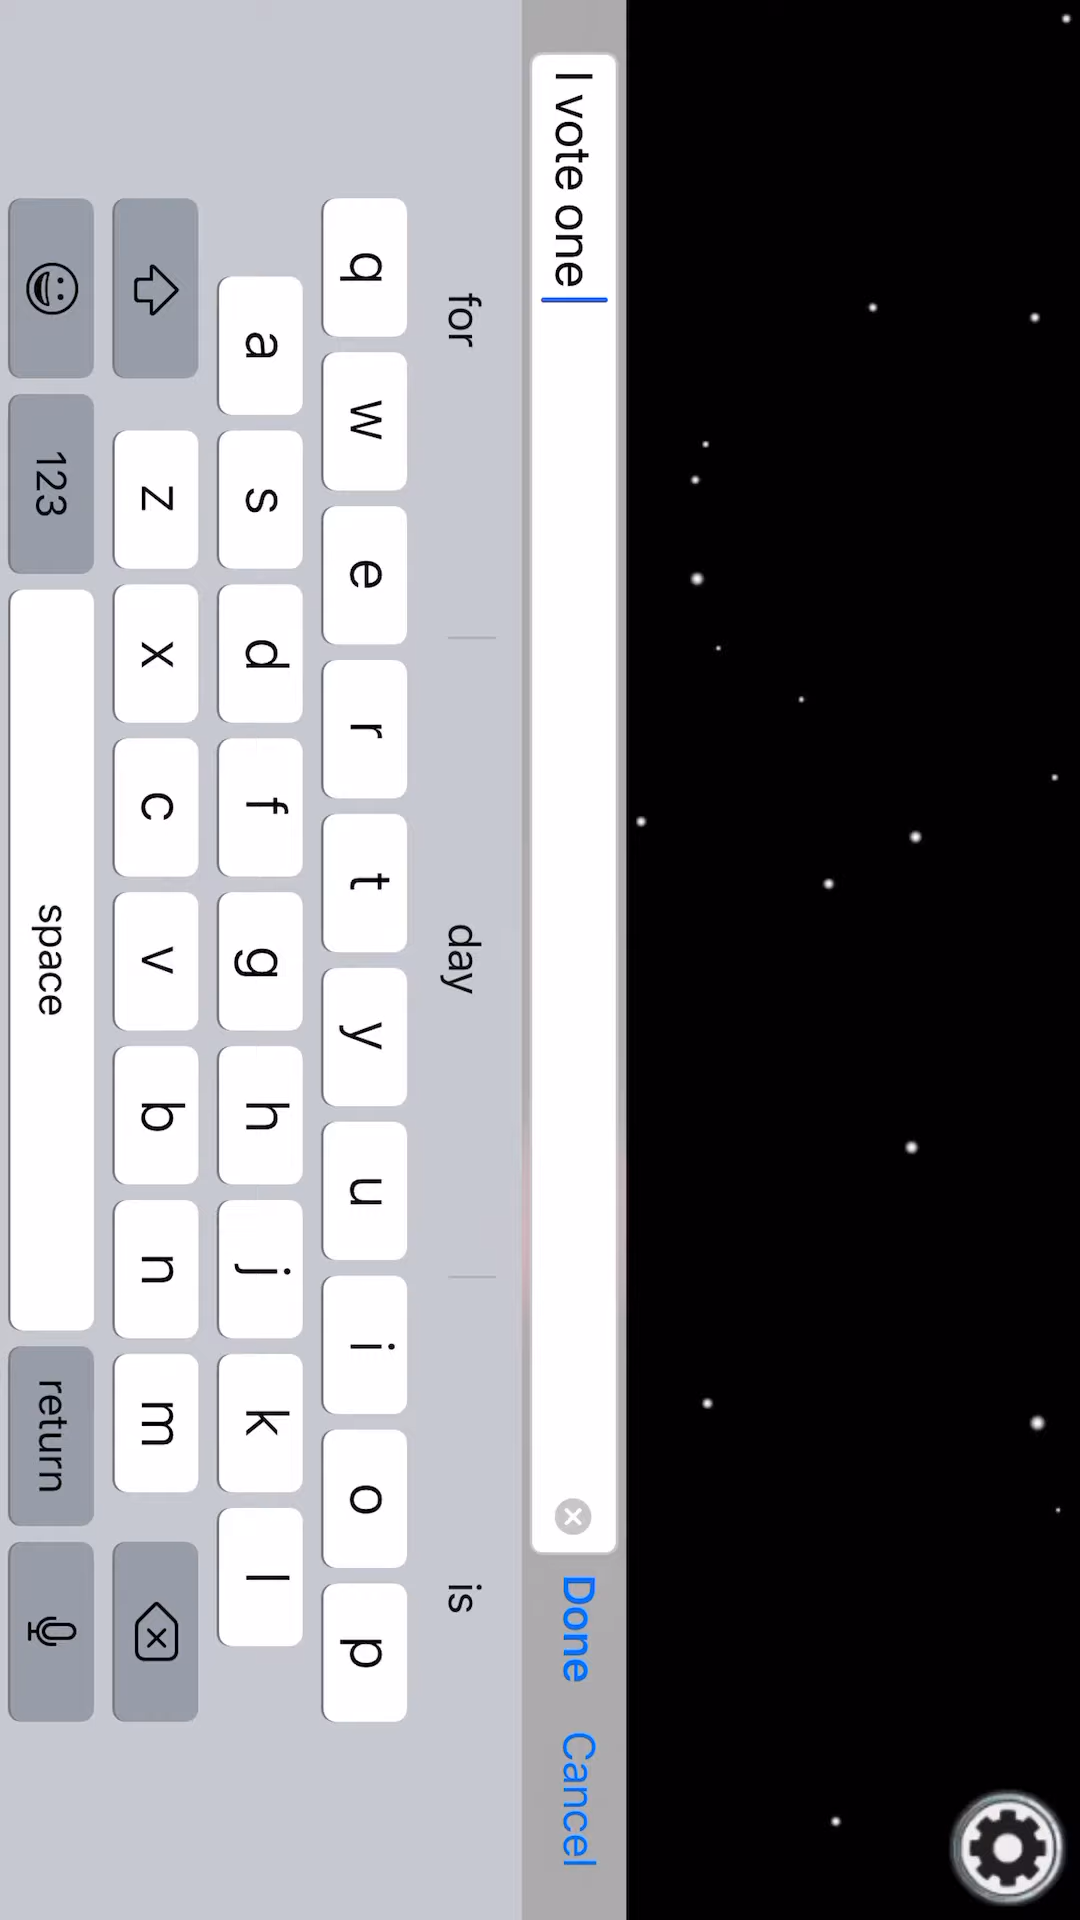 I vote one
Done Cancel
for day is
q w e r t y u i o p
a s d f g h j k l
z x c v b n m
123 space return